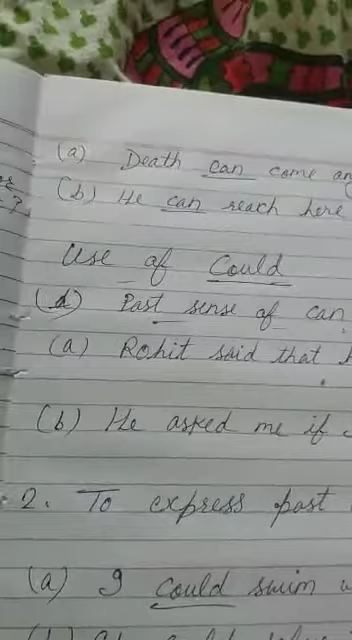 (a) Death can come
(b) He can reach here
Use of Could
(d) Past sense of can
(a) Rohit said that
(b) He asked me if
2. To express past
(a) I could swim